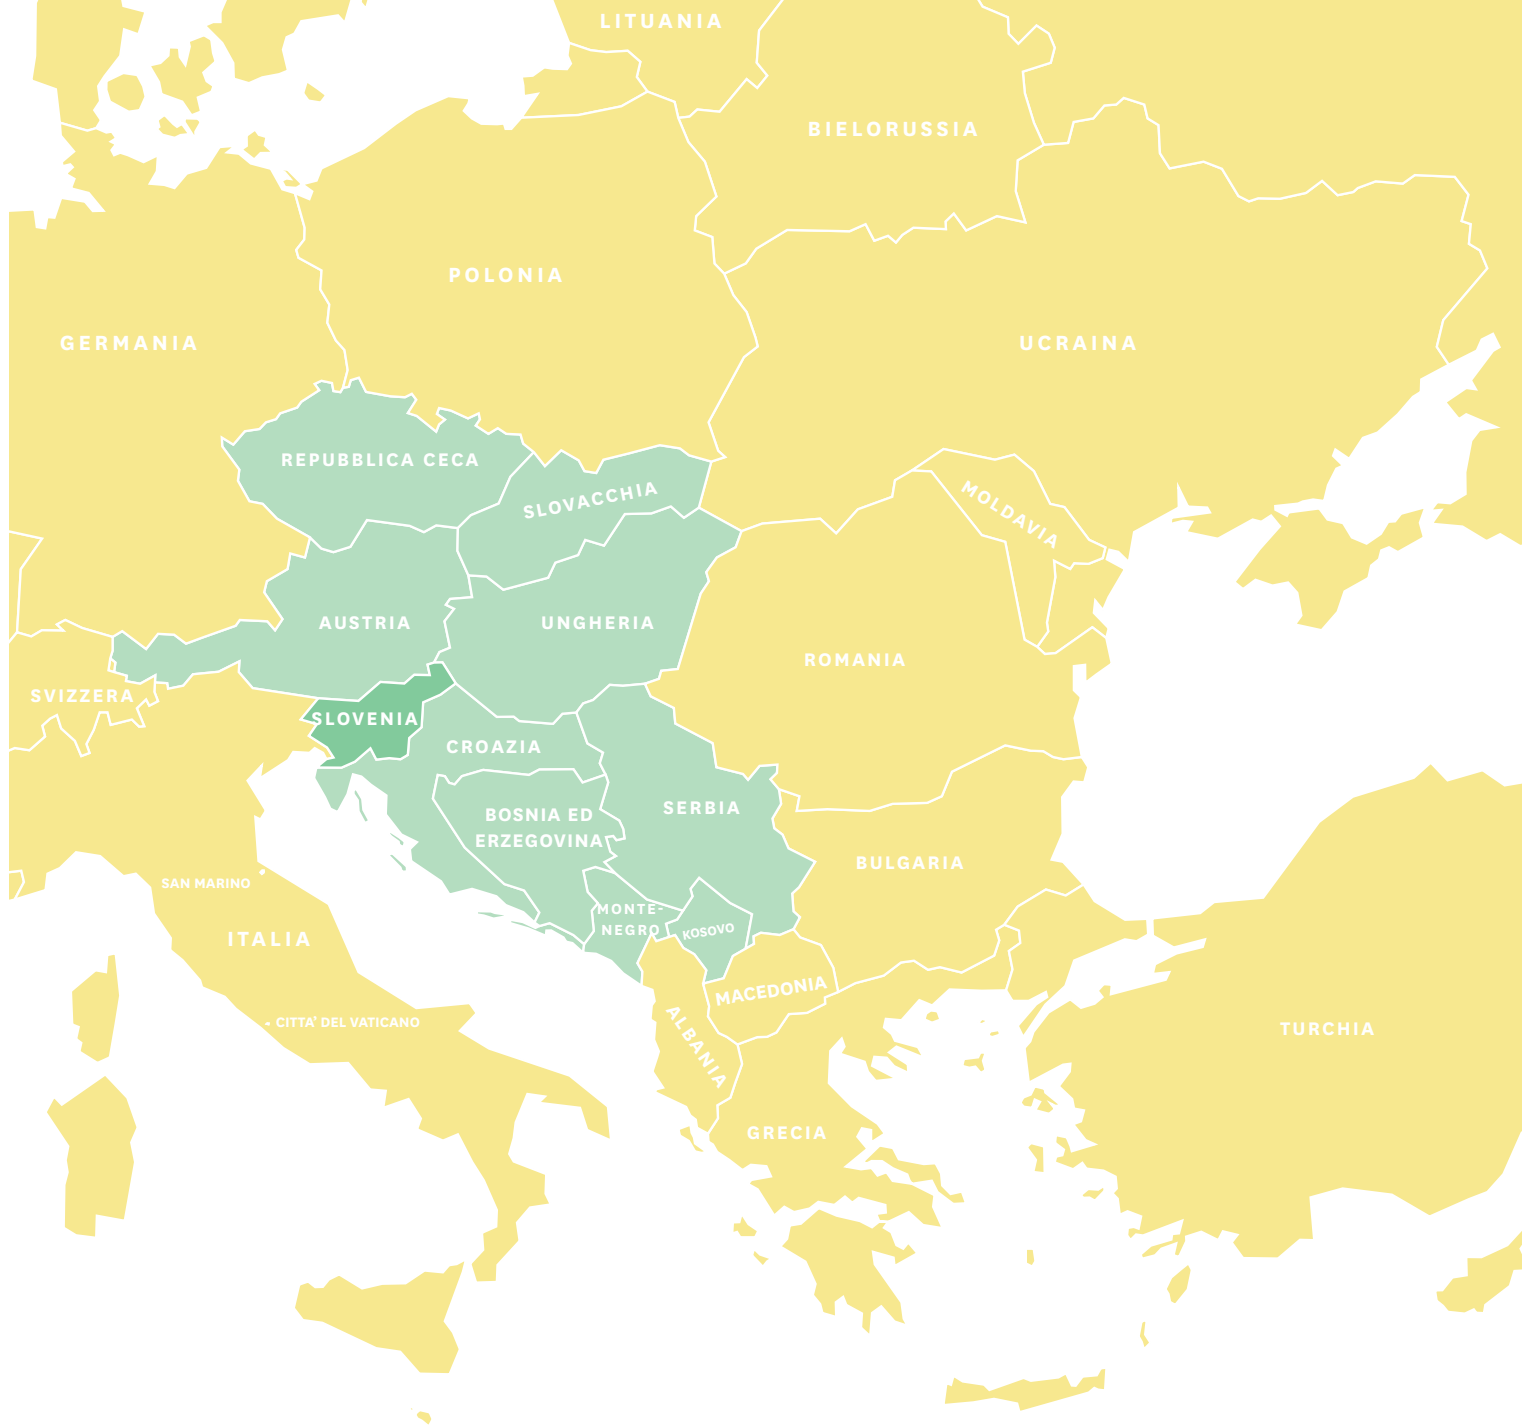 LITUANIA
BIELORUSSIA
POLONIA
GERMANIA
UCRAINA
REPUBBLICA CECA
SLOVACCHIA
MOLDAVIA
AUSTRIA
UNGHERIA
ROMANIA
SVIZZERA
SLOVENIA
CROAZIA
SERBIA
BOSNIA ED
ERZEGOVINA
BULGARIA
SAN MARINO
MONTE-
NEGRO
KOSOVO
ITALIA
MACEDONIA
CITTA' DEL VATICANO
ALBANIA
TURCHIA
GRECIA